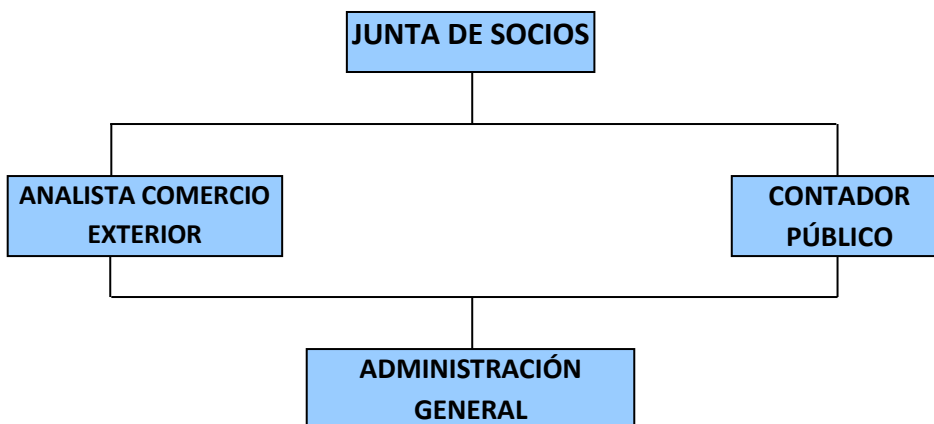 JUNTA DE SOCIOS
ANALISTA COMERCIO
EXTERIOR
CONTADOR
PÚBLICO
ADMINISTRACIÓN
GENERAL